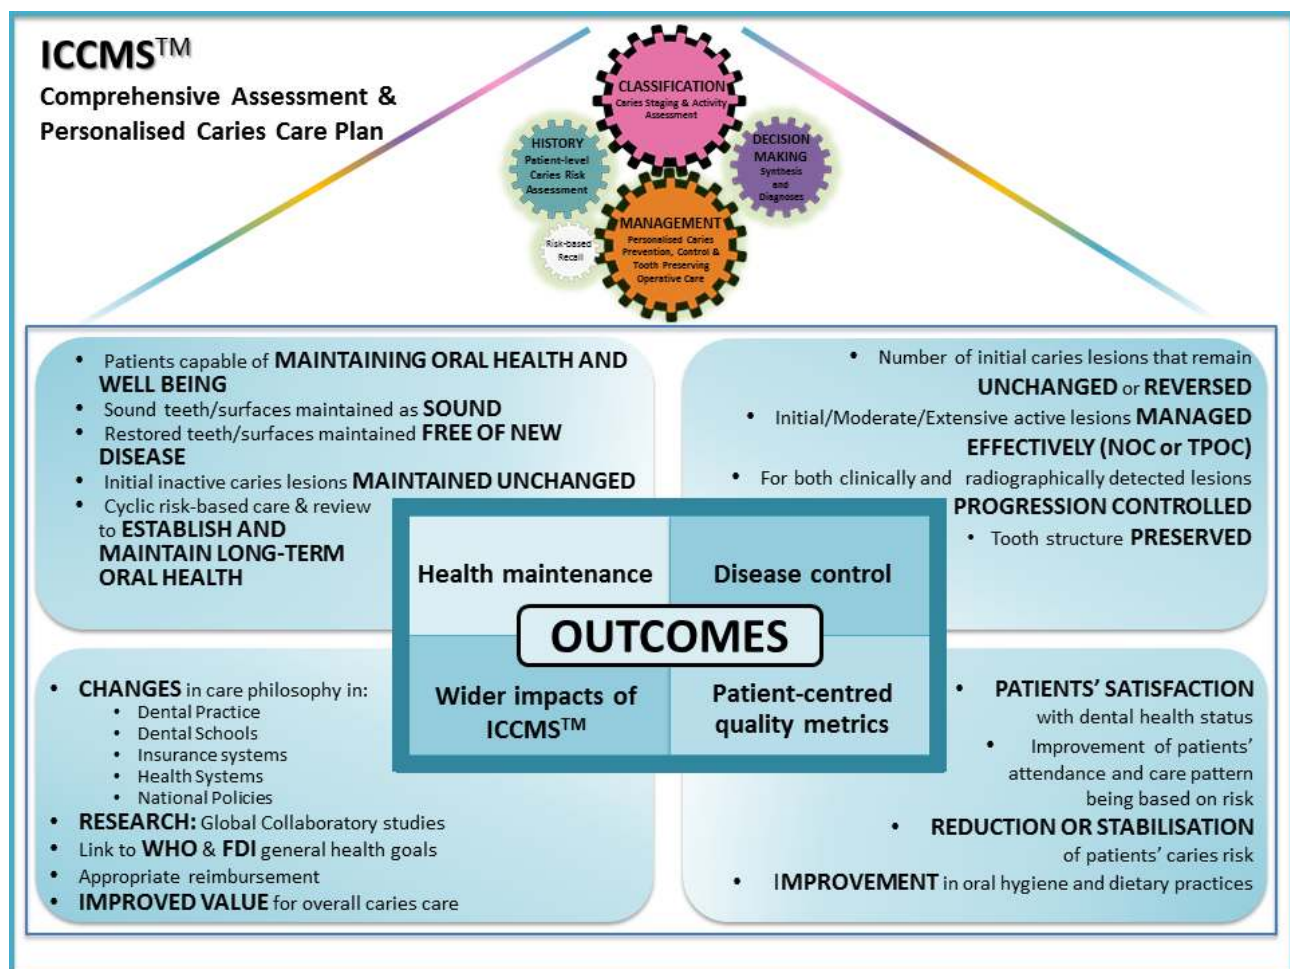 ICCMS™
Comprehensive Assessment &
Personalised Caries Care Plan
CLASSIFICATION
Caries Staging & Activity
Assessment
HISTORY
Patient-level
Caries Risk
Assessment
DECISION
MAKING
Synthesis
and
Diagnoses
MANAGEMENT
Personalised Caries
Prevention, Control &
Tooth Preserving
Operative Care
Risk-based
Recall
• Patients capable of MAINTAINING ORAL HEALTH AND
WELL BEING
• Sound teeth/surfaces maintained as SOUND
• Restored teeth/surfaces maintained FREE OF NEW
DISEASE
• Initial inactive caries lesions MAINTAINED UNCHANGED
• Cyclic risk-based care & review
to ESTABLISH AND
MAINTAIN LONG-TERM
ORAL HEALTH
• Number of initial caries lesions that remain
UNCHANGED or REVERSED
• Initial/Moderate/Extensive active lesions MANAGED
EFFECTIVELY (NOC or TPOC)
• For both clinically and radiographically detected lesions
PROGRESSION CONTROLLED
• Tooth structure PRESERVED
Health maintenance
Disease control
OUTCOMES
Wider impacts of
ICCMS™
Patient-centred
quality metrics
• CHANGES in care philosophy in:
• Dental Practice
• Dental Schools
• Insurance systems
• Health Systems
• National Policies
• RESEARCH: Global Collaboratory studies
• Link to WHO & FDI general health goals
• Appropriate reimbursement
• IMPROVED VALUE for overall caries care
• PATIENTS' SATISFACTION
with dental health status
• Improvement of patients'
attendance and care pattern
being based on risk
• REDUCTION OR STABILISATION
of patients' caries risk
• IMPROVEMENT in oral hygiene and dietary practices